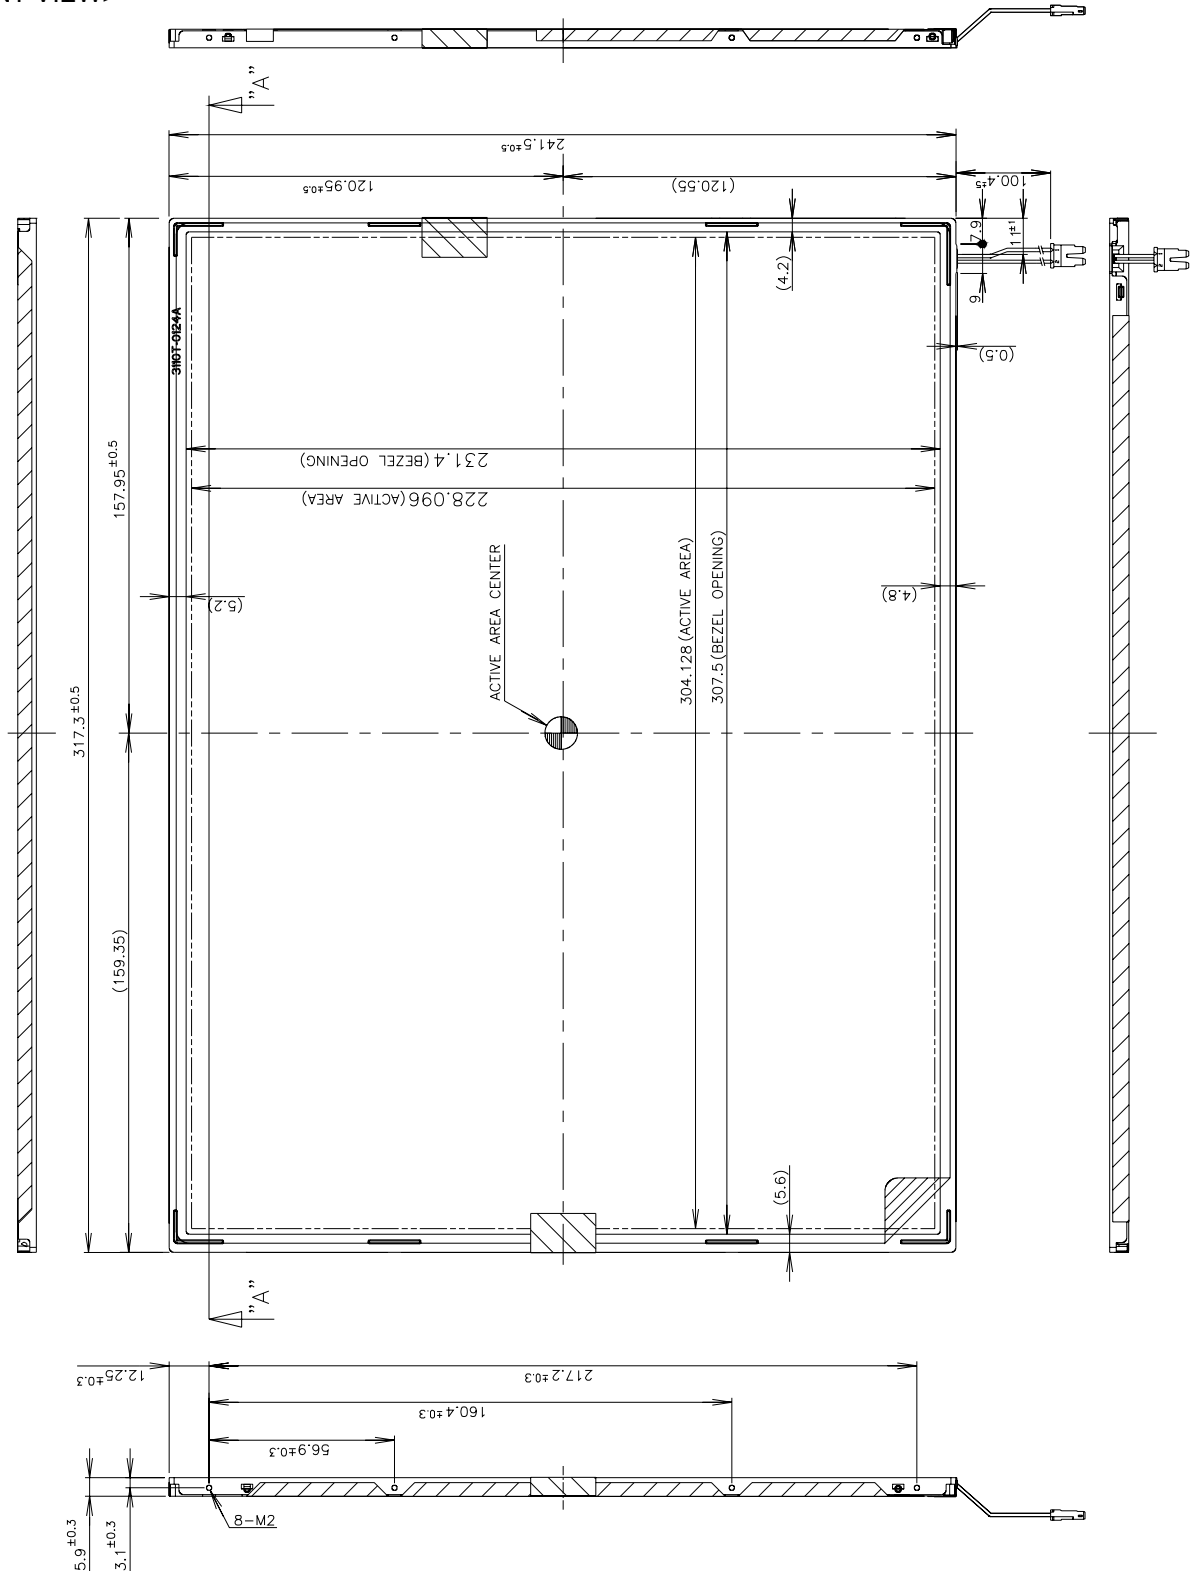 "A"
241.5±0.5
120.95±0.5
(120.55)
100.4±5
7.9
11±1
(4.2)
9
(0.5)
3110T-0124A
231.4 (BEZEL OPENING)
228.096 (ACTIVE AREA)
157.95±0.5
ACTIVE AREA CENTER
304.128 (ACTIVE AREA)
307.5 (BEZEL OPENING)
(5.2)
(4.8)
317.3±0.5
(159.35)
(5.6)
"A"
12.25±0.3
217.2±0.3
160.4±0.3
56.9±0.3
8-M2
5.9±0.3
3.1±0.3